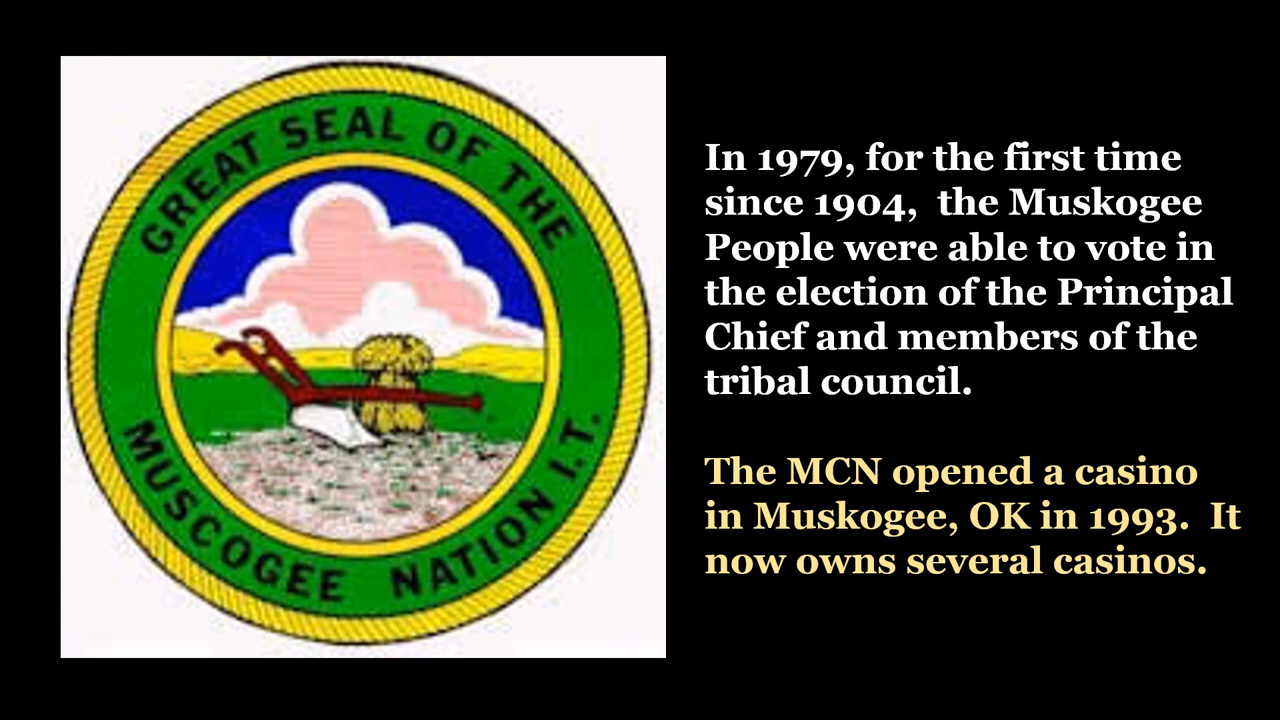 GREAT SEAL OF THE
MUSCOGEE NATION I.T.
In 1979, for the first time
since 1904,  the Muskogee
People were able to vote in
the election of the Principal
Chief and members of the
tribal council.
The MCN opened a casino
in Muskogee, OK in 1993.  It
now owns several casinos.